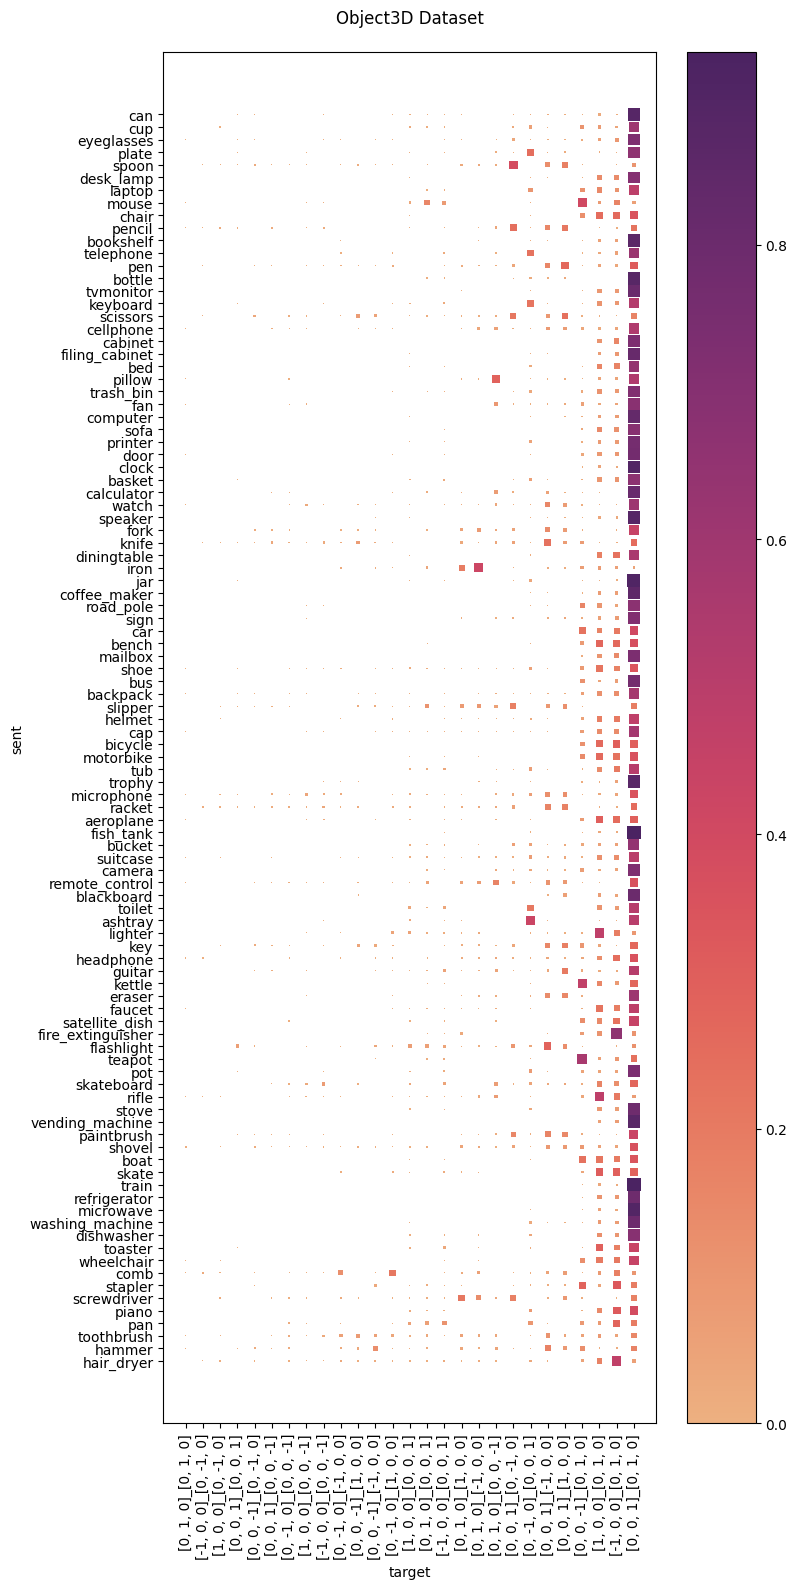 Object3D Dataset
can
cup
eyeglasses
plate
spoon
desk_lamp
laptop
mouse
chair
pencil
bookshelf
telephone
pen
bottle
tvmonitor
keyboard
scissors
cellphone
cabinet
filing_cabinet
bed
pillow
trash_bin
fan
computer
sofa
printer
door
clock
basket
calculator
watch
speaker
fork
knife
diningtable
iron
jar
coffee_maker
road_pole
sign
car
bench
mailbox
shoe
bus
backpack
slipper
helmet
cap
bicycle
motorbike
tub
trophy
microphone
racket
aeroplane
fish_tank
bucket
suitcase
camera
remote_control
blackboard
toilet
ashtray
lighter
key
headphone
guitar
kettle
eraser
faucet
satellite_dish
fire_extinguisher
flashlight
teapot
pot
skateboard
rifle
stove
vending_machine
paintbrush
shovel
boat
skate
train
refrigerator
microwave
washing_machine
dishwasher
toaster
wheelchair
comb
stapler
screwdriver
piano
pan
toothbrush
hammer
hair_dryer
sent
[0, 1, 0]_[0, 1, 0]
[-1, 0, 0]_[0, -1, 0]
[1, 0, 0]_[0, -1, 0]
[0, 0, 1]_[0, 0, 1]
[0, 0, -1]_[0, -1, 0]
[0, 0, 1]_[0, 0, -1]
[0, -1, 0]_[0, 0, -1]
[1, 0, 0]_[0, 0, -1]
[-1, 0, 0]_[0, 0, -1]
[0, -1, 0]_[-1, 0, 0]
[0, 0, -1]_[1, 0, 0]
[0, 0, -1]_[-1, 0, 0]
[0, -1, 0]_[1, 0, 0]
[1, 0, 0]_[0, 0, 1]
[0, 1, 0]_[0, 0, 1]
[-1, 0, 0]_[0, 0, 1]
[0, 1, 0]_[1, 0, 0]
[0, 1, 0]_[-1, 0, 0]
[0, 1, 0]_[0, 0, -1]
[0, 0, 1]_[0, -1, 0]
[0, -1, 0]_[0, 0, 1]
[0, 0, 1]_[-1, 0, 0]
[0, 0, 1]_[1, 0, 0]
[0, 0, -1]_[0, 1, 0]
[1, 0, 0]_[0, 1, 0]
[-1, 0, 0]_[0, 1, 0]
[0, 0, 1]_[0, 1, 0]
target
0.8
0.6
0.4
0.2
0.0